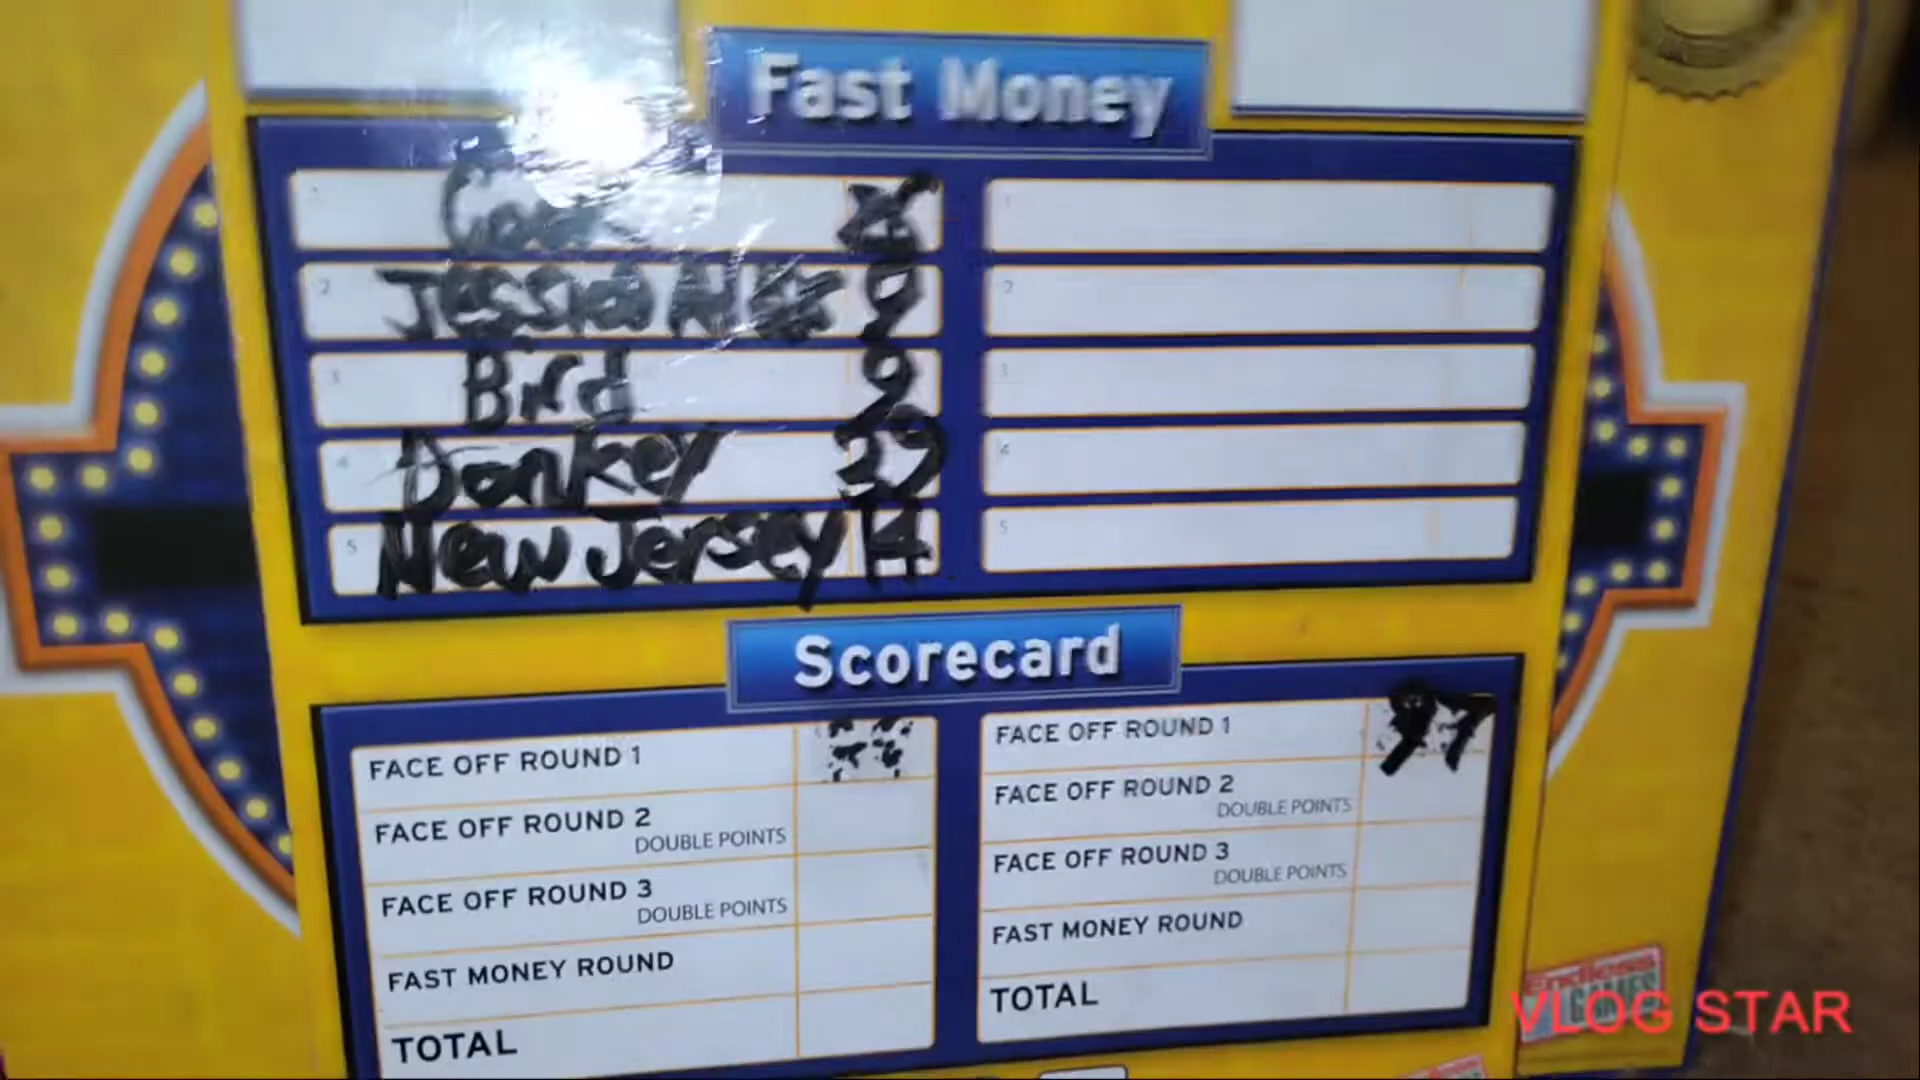 Fast Money
1 1
2 2
3 Bird 9 3
4 Donkey 4
5 New Jersey 14 5
Scorecard
FACE OFF ROUND 1
FACE OFF ROUND 2
DOUBLE POINTS
FACE OFF ROUND 3
DOUBLE POINTS
FAST MONEY ROUND
TOTAL
FACE OFF ROUND 1 97
FACE OFF ROUND 2
DOUBLE POINTS
FACE OFF ROUND 3
DOUBLE POINTS
FAST MONEY ROUND
TOTAL
Endless
GAMES
VLOG STAR